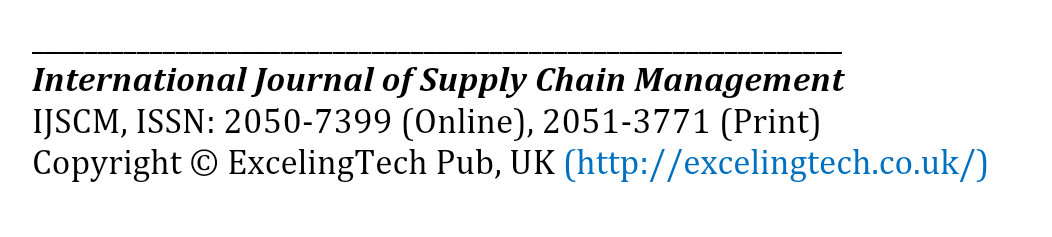 International Journal of Supply Chain Management
IJSCM, ISSN: 2050-7399 (Online), 2051-3771 (Print)
Copyright © ExcelingTech Pub, UK (http://excelingtech.co.uk/)